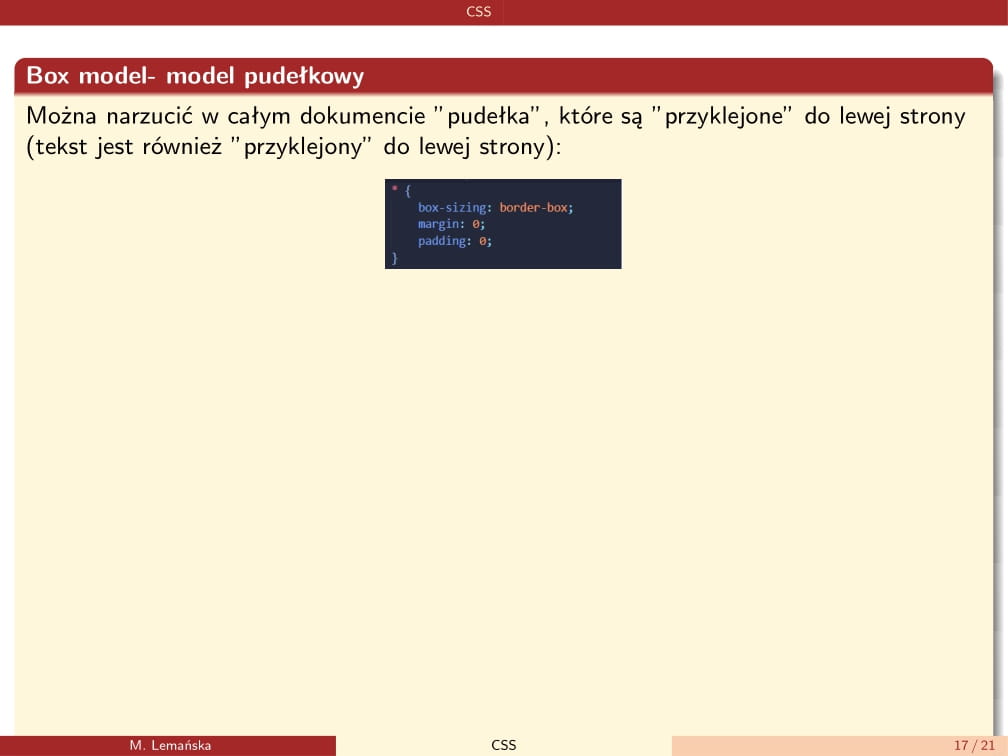 CSS
Box model- model pudełkowy
Można narzucić w całym dokumencie ”pudełka”, które są ”przyklejone” do lewej strony
(tekst jest również ”przyklejony” do lewej strony):
* {
box-sizing: border-box;
margin: 0;
padding: 0;
}
M. Lemańska CSS 17 / 21